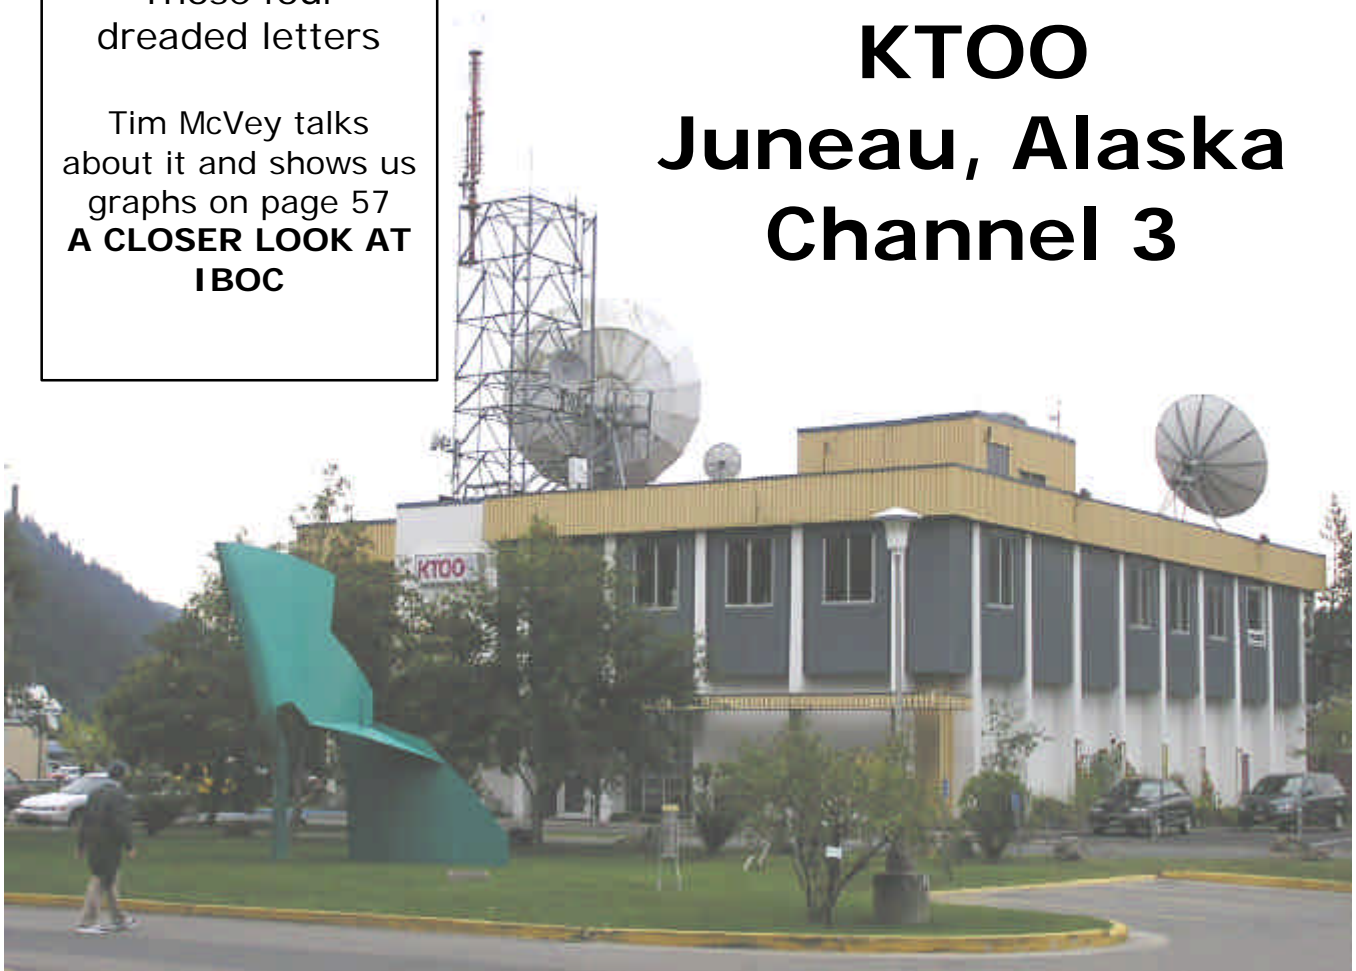 dreaded letters
Tim McVey talks
about it and shows us
graphs on page 57
A CLOSER LOOK AT
IBOC
KTOO
Juneau, Alaska
Channel 3
KTOO